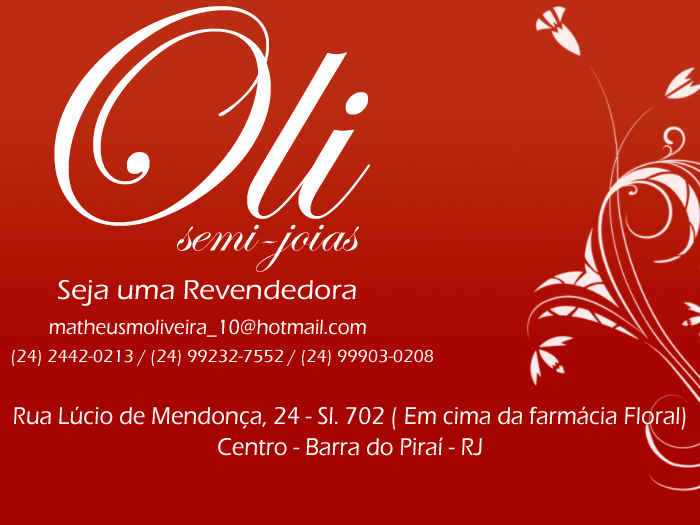 Oli
semi-joias
Seja uma Revendedora
matheusmoliveira_10@hotmail.com
(24) 2442-0213 / (24) 99232-7552 / (24) 99903-0208
Rua Lúcio de Mendonça, 24 - Sl. 702 ( Em cima da farmácia Floral)
Centro - Barra do Piraí - RJ